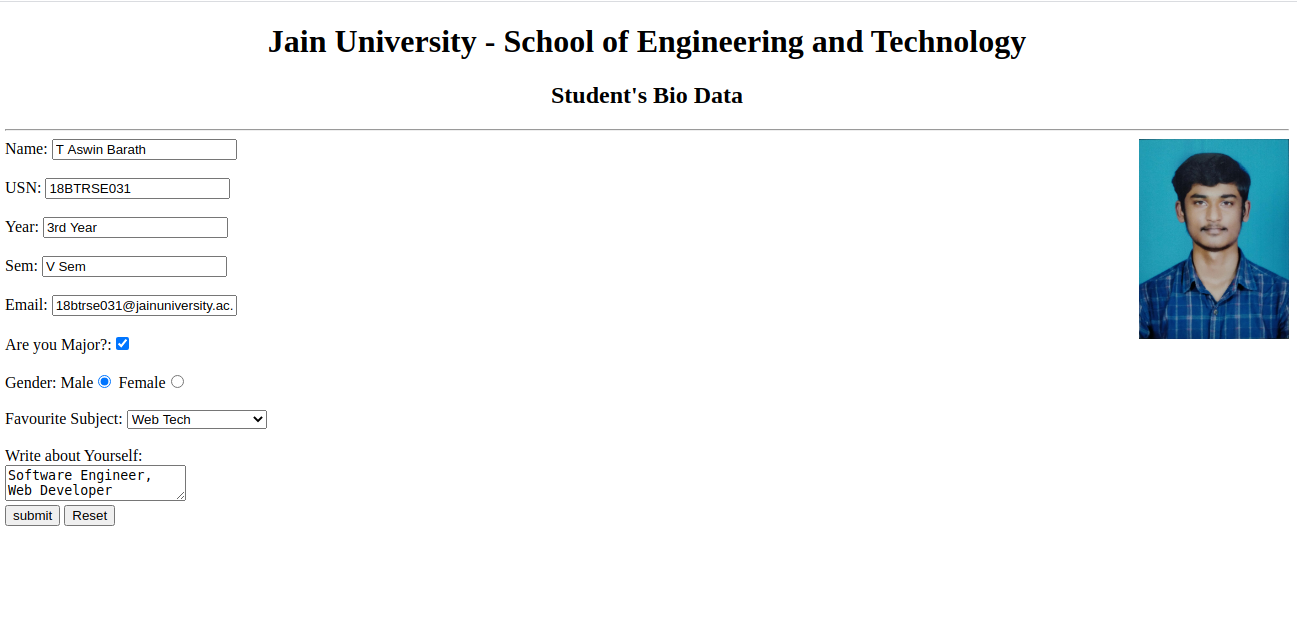 Jain University - School of Engineering and Technology
Student's Bio Data
Name: T Aswin Barath
USN: 18BTRSE031
Year: 3rd Year
Sem: V Sem
Email: 18btrse031@jainuniversity.ac.
Are you Major?:
Gender: Male Female
Favourite Subject: Web Tech
Write about Yourself:
Software Engineer,
Web Developer
submit Reset